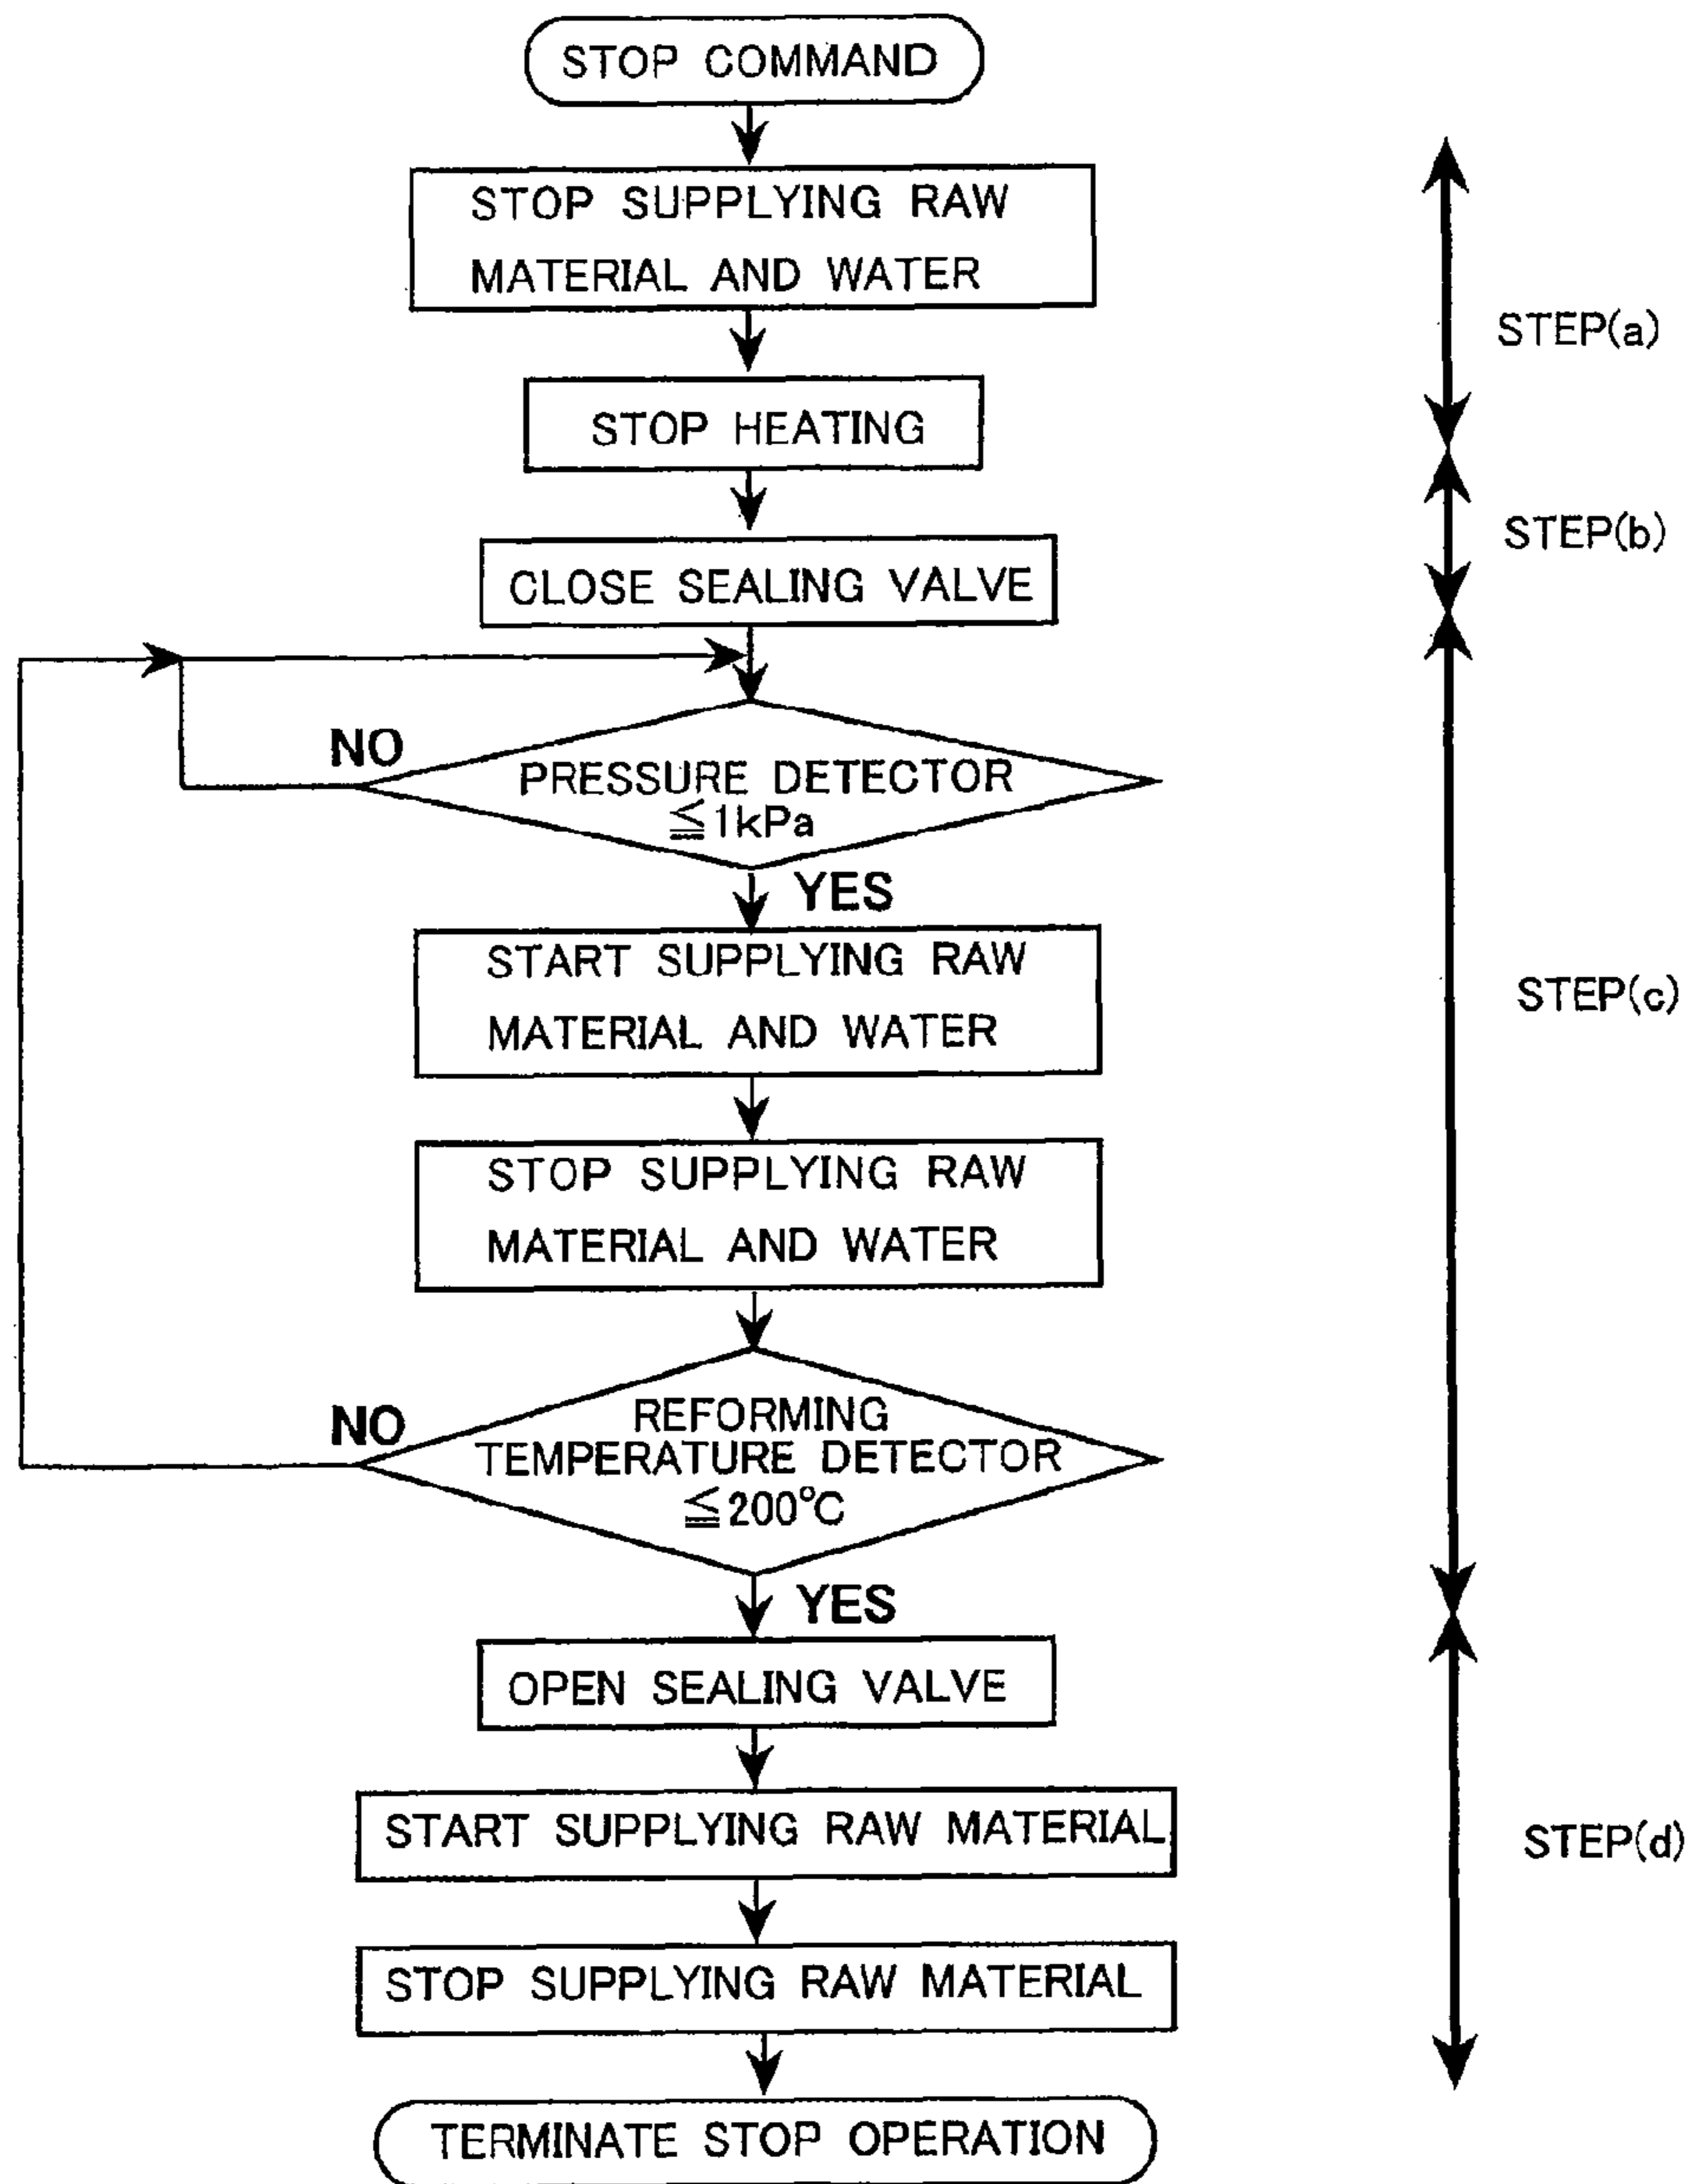 STOP COMMAND
STOP SUPPLYING RAW
MATERIAL AND WATER
STEP(a)
STOP HEATING
STEP(b)
CLOSE SEALING VALVE
NO
PRESSURE DETECTOR
≦1kPa
YES
START SUPPLYING RAW
MATERIAL AND WATER
STEP(c)
STOP SUPPLYING RAW
MATERIAL AND WATER
NO
REFORMING
TEMPERATURE DETECTOR
≦200°C
YES
OPEN SEALING VALVE
START SUPPLYING RAW MATERIAL
STEP(d)
STOP SUPPLYING RAW MATERIAL
TERMINATE STOP OPERATION